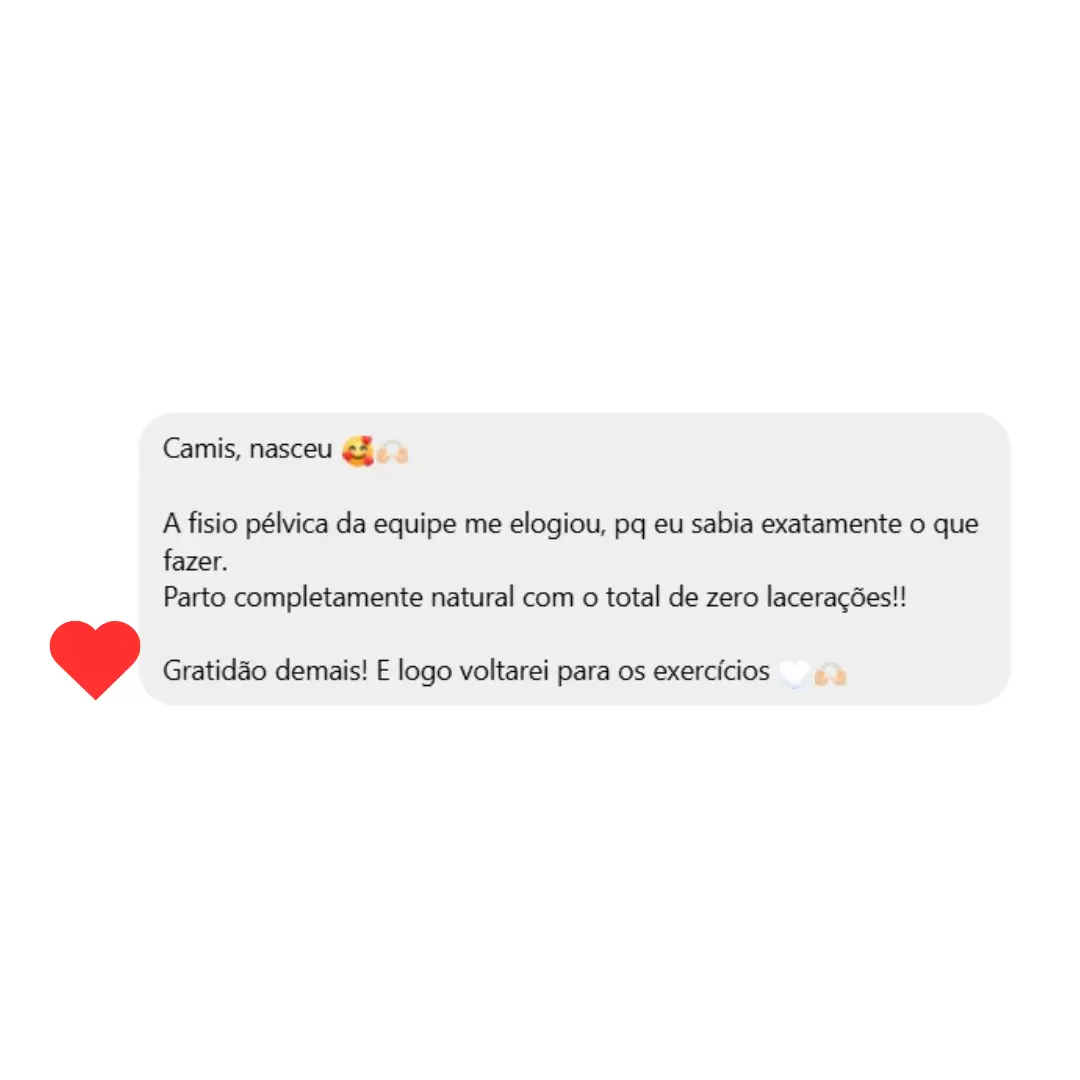 Camis, nasceu 🥰🙌🏻
A fisio pélvica da equipe me elogiou, pq eu sabia exatamente o que
fazer.
Parto completamente natural com o total de zero lacerações!!
Gratidão demais! E logo voltarei para os exercícios 🤍🙌🏻